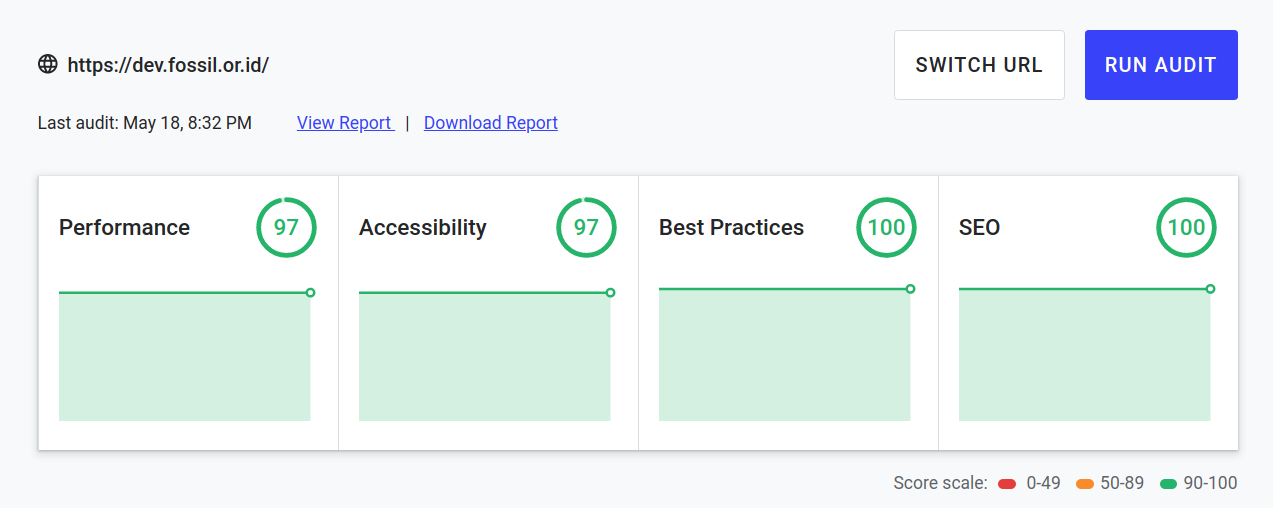 https://dev.fossil.or.id/ SWITCH URL RUN AUDIT
Last audit: May 18, 8:32 PM View Report | Download Report
Performance 97 Accessibility 97 Best Practices 100 SEO 100
Score scale: 0-49 50-89 90-100